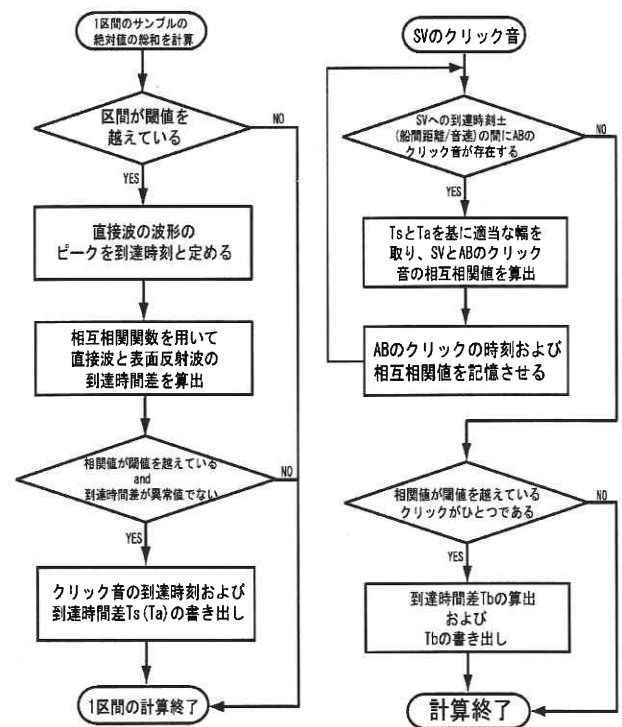 1区間のサンプルの
絶対値の総和を計算
区間が閾値を
越えている
NO
YES
直接波の波形の
ピークを到達時刻と定める
相互相関関数を用いて
直接波と表面反射波の
到達時間差を算出
相関値が閾値を越えている
and
到達時間差が異常値でない
NO
YES
クリック音の到達時刻および
到達時間差Ts(Ta)の書き出し
1区間の計算終了
SVのクリック音
SVへの到達時刻±
(船間距離/音速)の間にABの
クリック音が存在する
NO
YES
TsとTaを基に適当な幅を
取り、SVとABのクリック
音の相互相関値を算出
ABのクリックの時刻および
相互相関値を記憶させる
相関値が閾値を越えている
クリックがひとつである
NO
YES
到達時間差Tbの算出
および
Tbの書き出し
計算終了